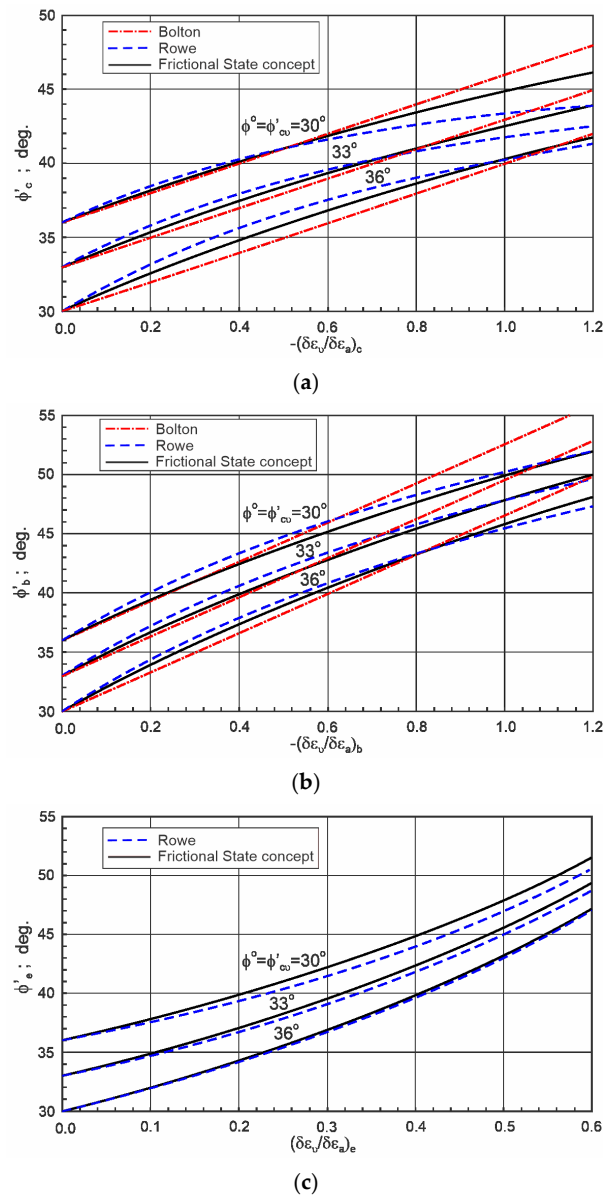 50
45
40
35
30
ϕ'c ; deg.
Bolton
Rowe
Frictional State concept
ϕ°=ϕ'cυ=30°
33°
36°
0.0 0.2 0.4 0.6 0.8 1.0 1.2
-(δευ/δεa)c
(a)
55
50
45
40
35
30
ϕ'b ; deg.
Bolton
Rowe
Frictional State concept
ϕ°=ϕ'cυ=30°
33°
36°
0.0 0.2 0.4 0.6 0.8 1.0 1.2
-(δευ/δεa)b
(b)
55
50
45
40
35
30
ϕ'e ; deg.
Rowe
Frictional State concept
ϕ°=ϕ'cυ=30°
33°
36°
0.0 0.1 0.2 0.3 0.4 0.5 0.6
(δευ/δεa)e
(c)